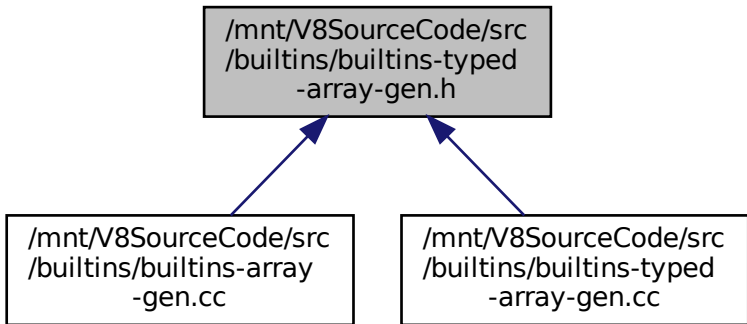 /mnt/V8SourceCode/src
/builtins/builtins-typed
-array-gen.h
/mnt/V8SourceCode/src
/builtins/builtins-array
-gen.cc
/mnt/V8SourceCode/src
/builtins/builtins-typed
-array-gen.cc